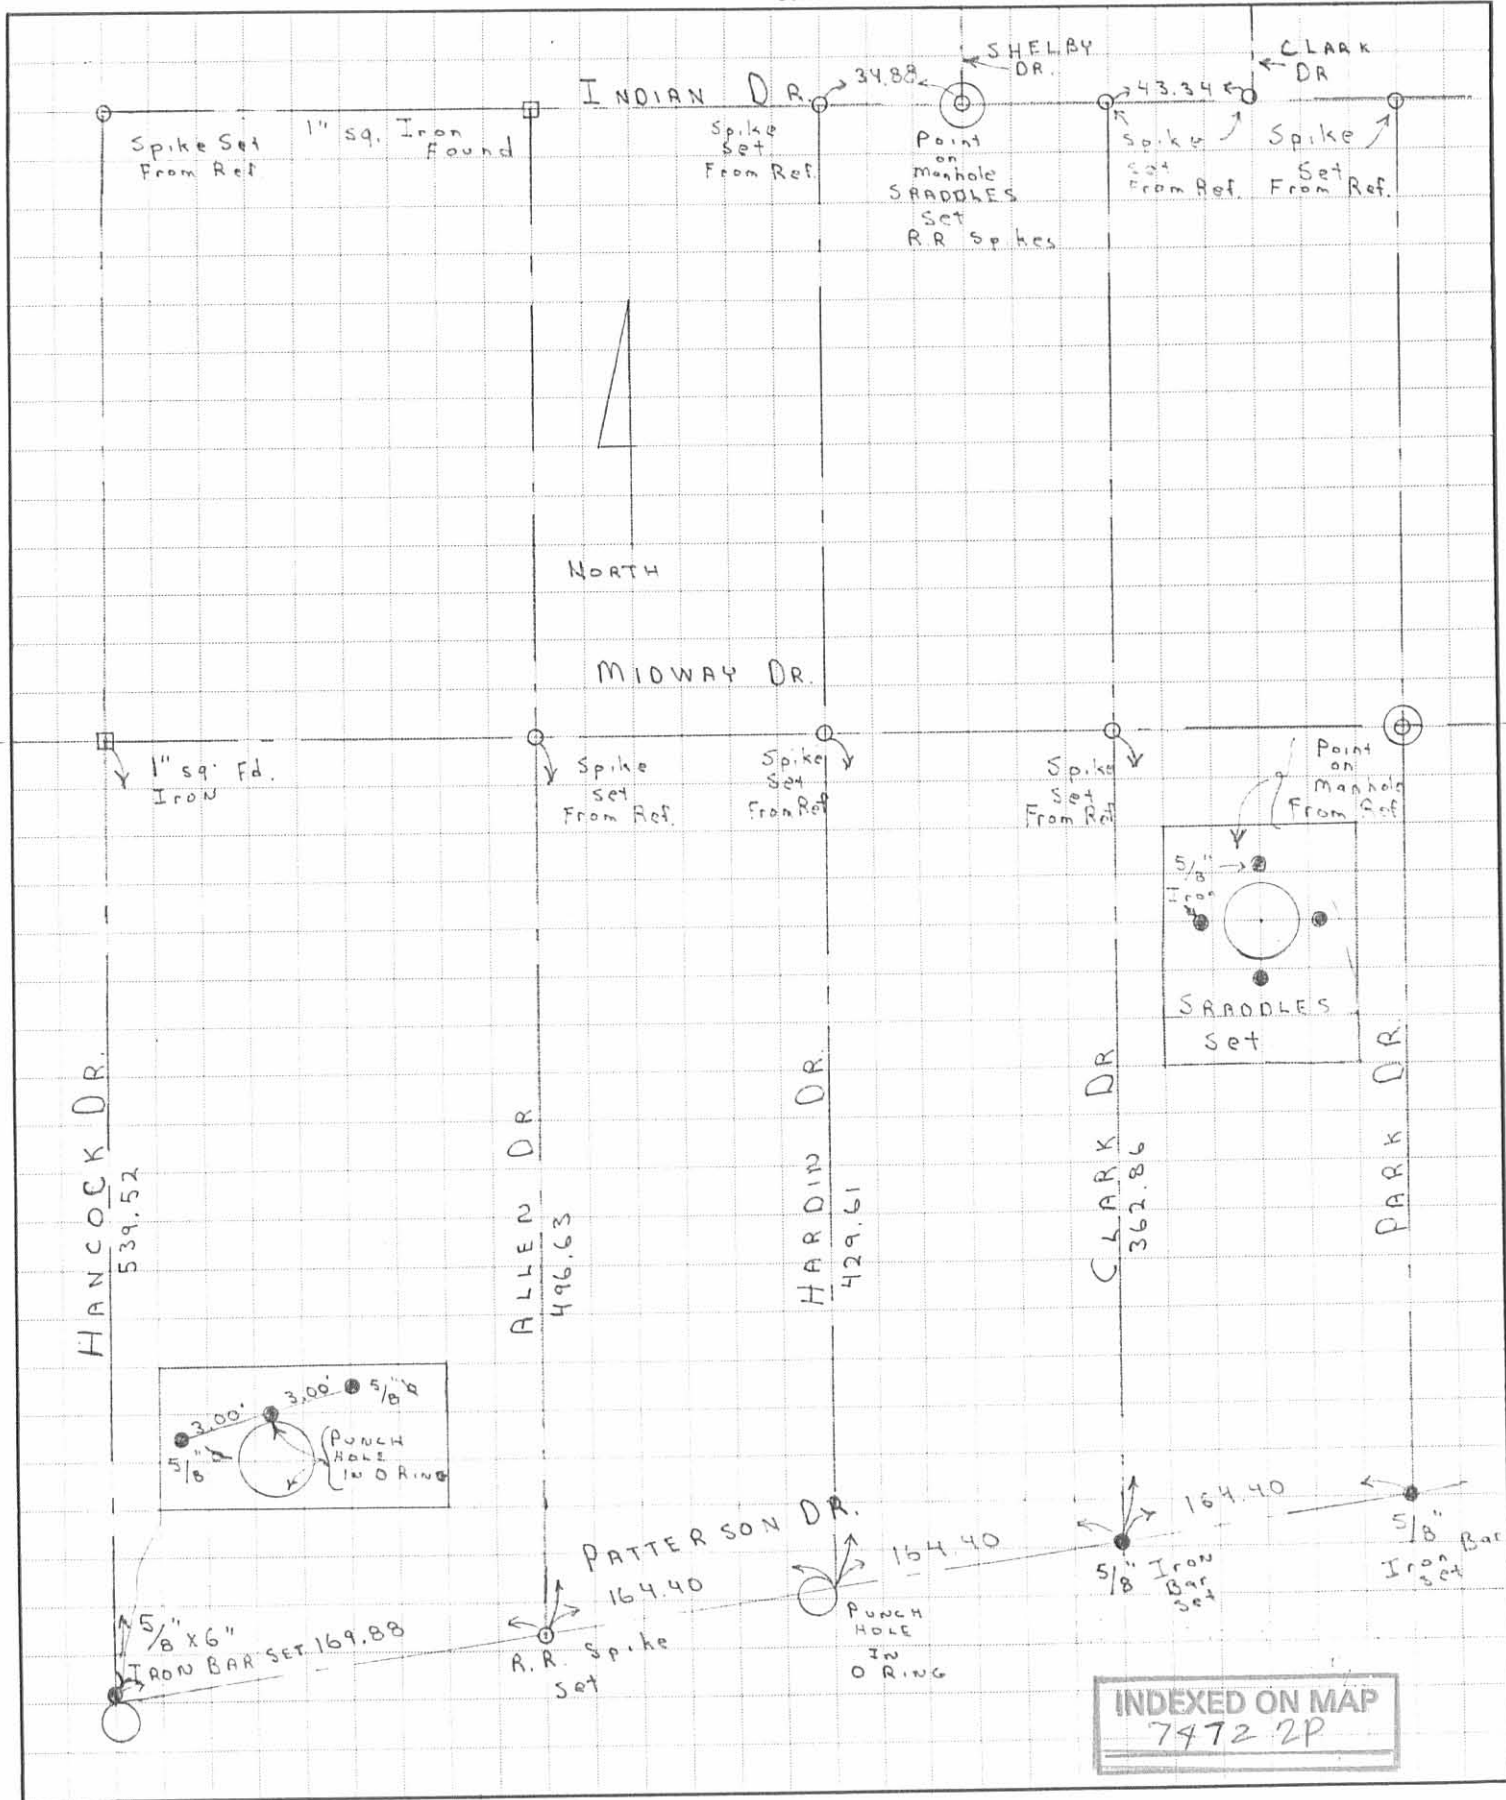 SHELBY
DR.
CLARK
DR
INDIAN DR.
34.88
43.34
Spike Set
From Ref
1" sq. Iron
Found
Spike
Set
From Ref.
Point
on
Manhole
SRADDLES
Set
R.R Spikes
Spike
Set
From Ref.
Spike
Set
From Ref.
NORTH
MIDWAY DR.
1" sq. Fd.
IRON
Spike
Set
From Ref.
Spike
Set
From Ref
Spike
Set
From Ref
Point
on
Manhole
From Ref
5/8"
Iron
SRADDLES
Set
HANCOCK DR.
539.52
ALLEN DR
496.63
HARDIN DR.
429.61
CLARK DR
362.86
PARK DR.
3.00'
3.00'
5/8"
5/8"
PUNCH
HOLE
IN O RING
PATTERSON DR.
164.40
164.40
164.40
5/8" X 6"
IRON BAR SET 169.88
R.R. Spike
Set
PUNCH
HOLE
IN
O RING
5/8" Iron
Bar
Set
5/8"
Iron Bar
Set
INDEXED ON MAP
7472 2P